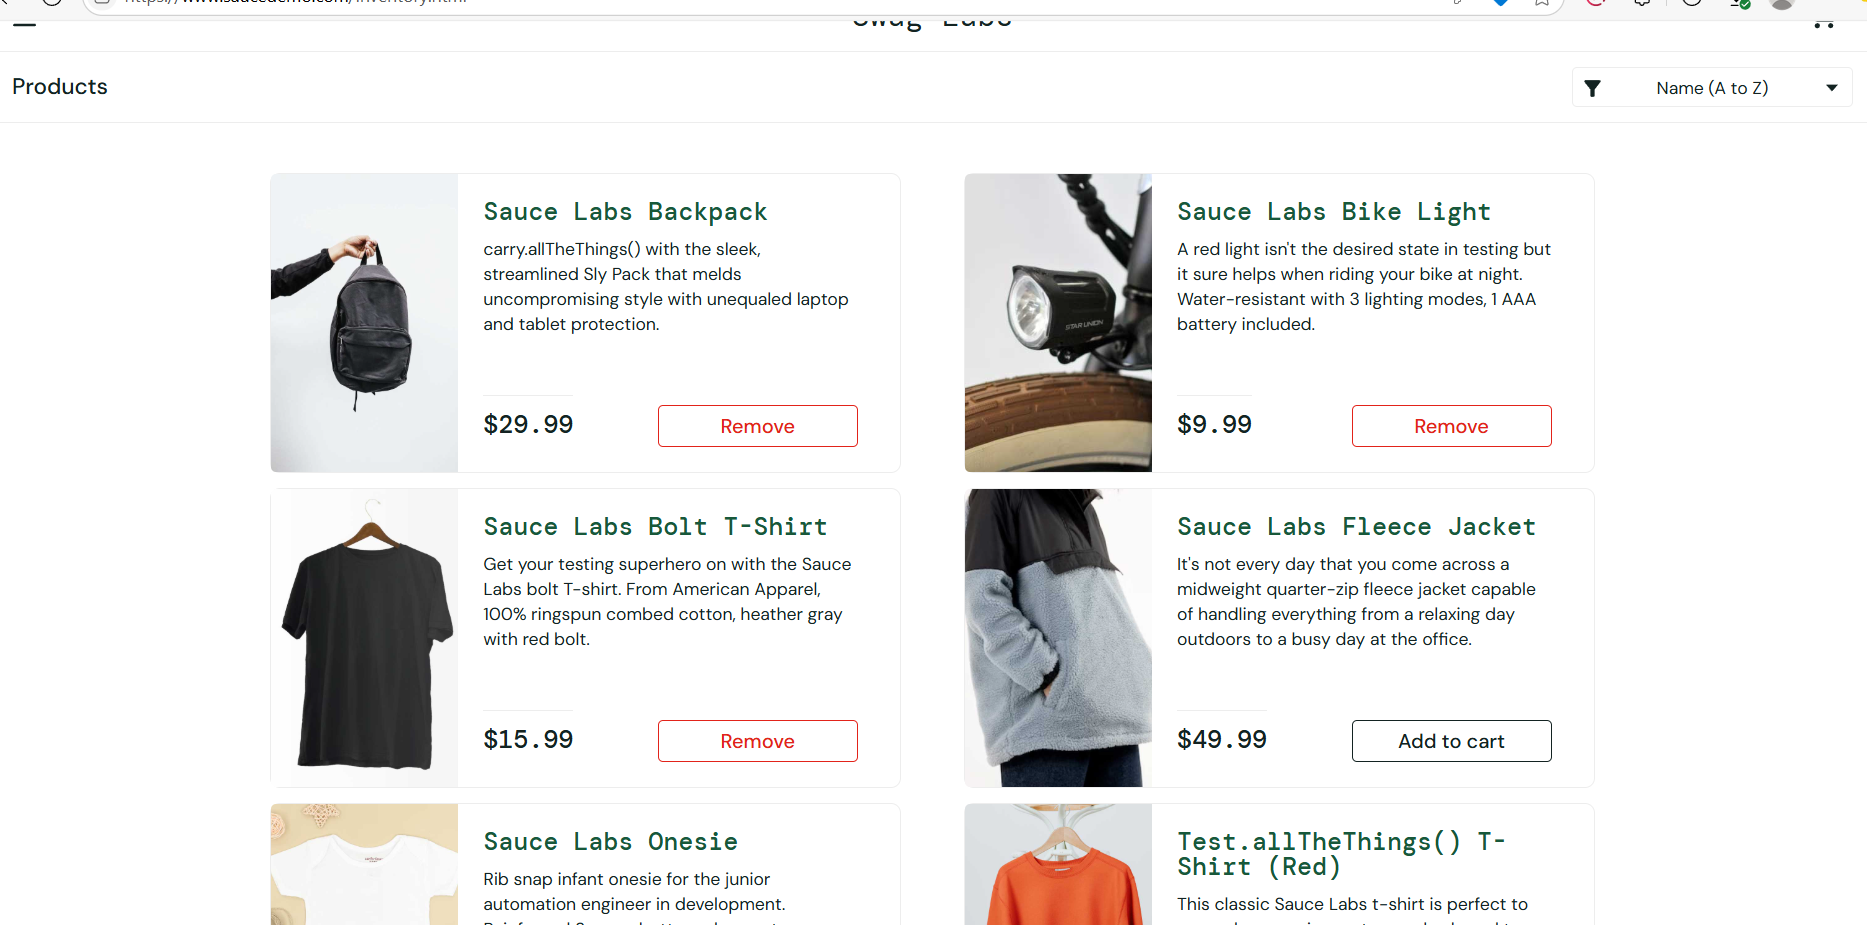 Products
Name (A to Z)
Sauce Labs Backpack
carry.allTheThings() with the sleek,
streamlined Sly Pack that melds
uncompromising style with unequaled laptop
and tablet protection.
$29.99
Remove
Sauce Labs Bike Light
A red light isn't the desired state in testing but
it sure helps when riding your bike at night.
Water-resistant with 3 lighting modes, 1 AAA
battery included.
STAR UNION
$9.99
Remove
Sauce Labs Bolt T-Shirt
Get your testing superhero on with the Sauce
Labs bolt T-shirt. From American Apparel,
100% ringspun combed cotton, heather gray
with red bolt.
$15.99
Remove
Sauce Labs Fleece Jacket
It's not every day that you come across a
midweight quarter-zip fleece jacket capable
of handling everything from a relaxing day
outdoors to a busy day at the office.
$49.99
Add to cart
Sauce Labs Onesie
Rib snap infant onesie for the junior
automation engineer in development.
Test.allTheThings() T-
Shirt (Red)
This classic Sauce Labs t-shirt is perfect to